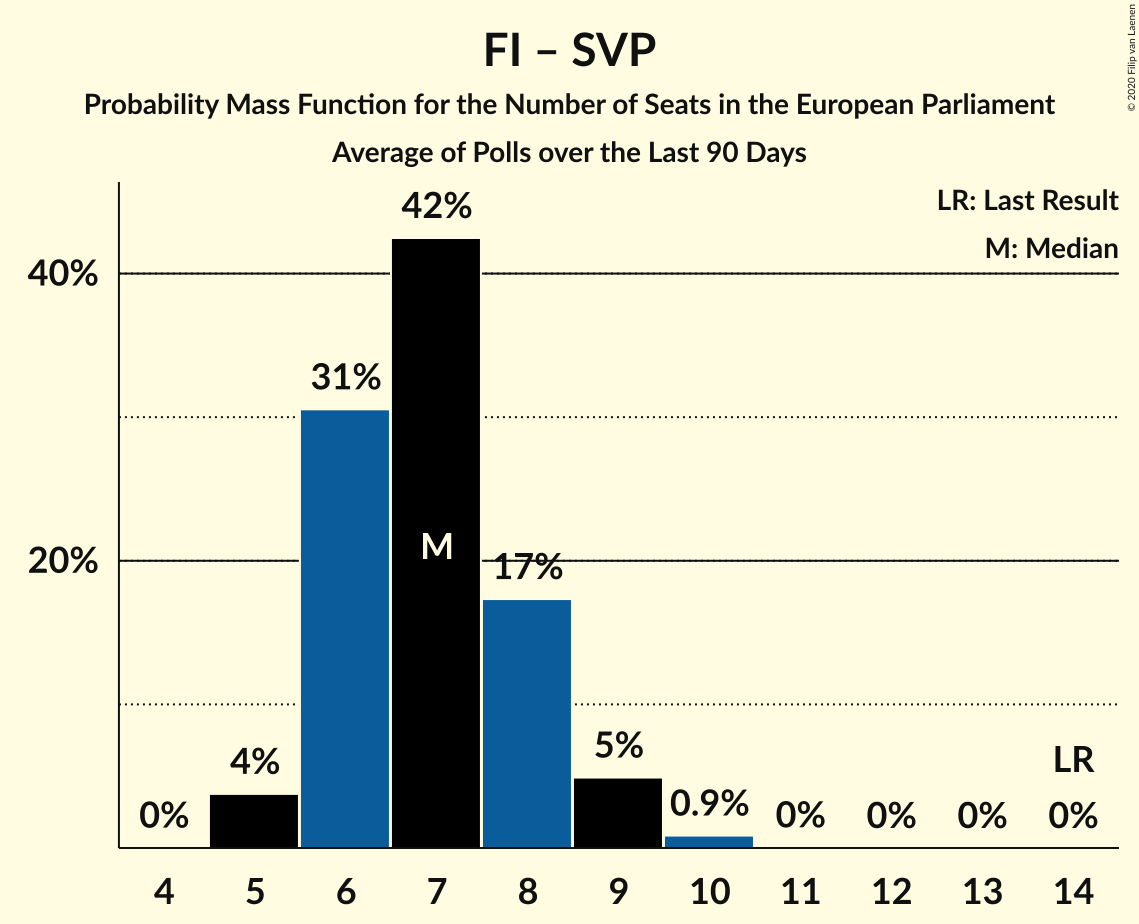 FI – SVP
Probability Mass Function for the Number of Seats in the European Parliament
Average of Polls over the Last 90 Days
© 2020 Filip van Laenen
LR: Last Result
M: Median
40%
20%
0%
4%
31%
42%
M
17%
5%
0.9%
0%
0%
0%
LR
0%
4 5 6 7 8 9 10 11 12 13 14